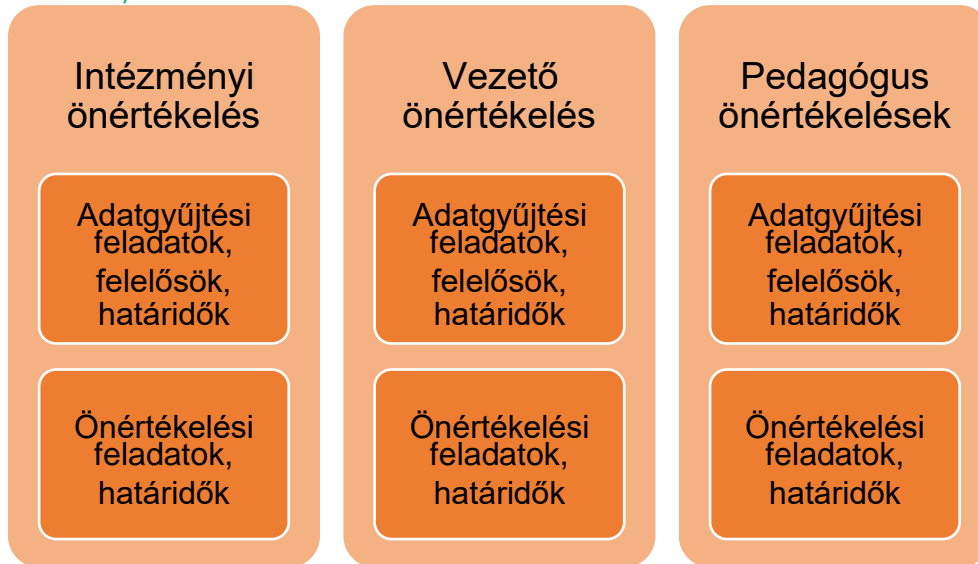 Intézményi
önértékelés
Adatgyűjtési
feladatok,
felelősök,
határidők
Önértékelési
feladatok,
határidők
Vezető
önértékelés
Adatgyűjtési
feladatok,
felelősök,
határidők
Önértékelési
feladatok,
határidők
Pedagógus
önértékelések
Adatgyűjtési
feladatok,
felelősök,
határidők
Önértékelési
feladatok,
határidők